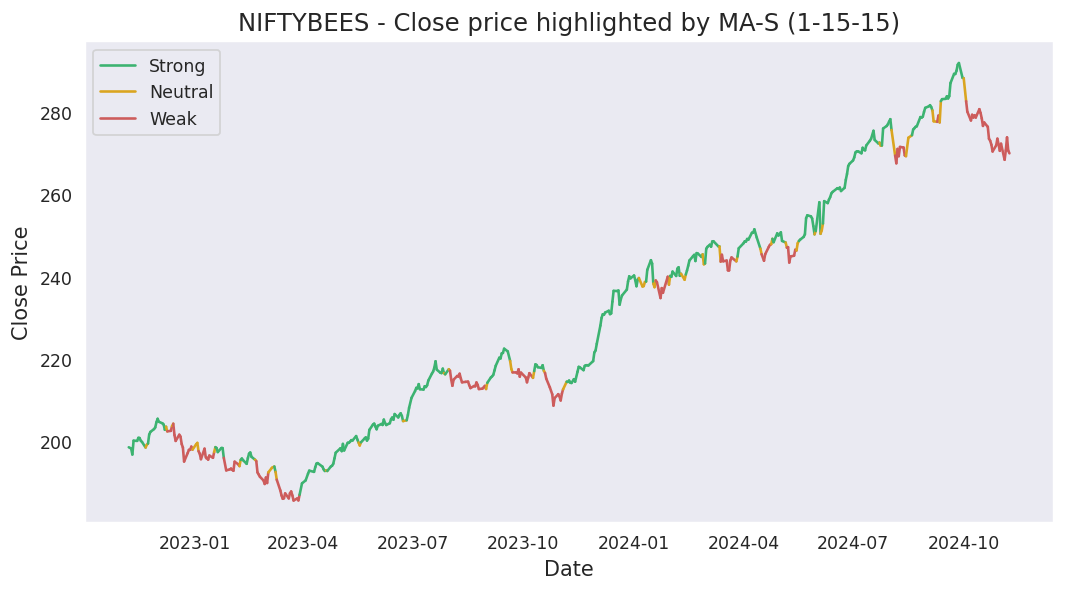 NIFTYBEES - Close price highlighted by MA-S (1-15-15)
Strong
Neutral
Weak
Close Price
280
260
240
220
200
2023-01 2023-04 2023-07 2023-10 2024-01 2024-04 2024-07 2024-10
Date